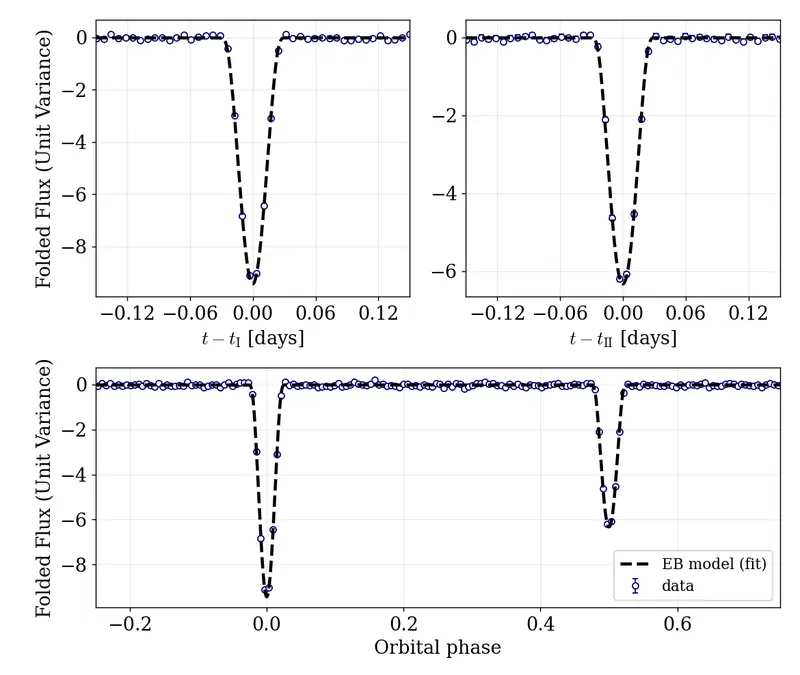 Folded Flux (Unit Variance)
0
−2
−4
−6
−8
−0.12 −0.06 0.00 0.06 0.12
t − t_I [days]
0
−2
−4
−6
−0.12 −0.06 0.00 0.06 0.12
t − t_II [days]
Folded Flux (Unit Variance)
0
−2
−4
−6
−8
EB model (fit)
data
−0.2 0.0 0.2 0.4 0.6
Orbital phase